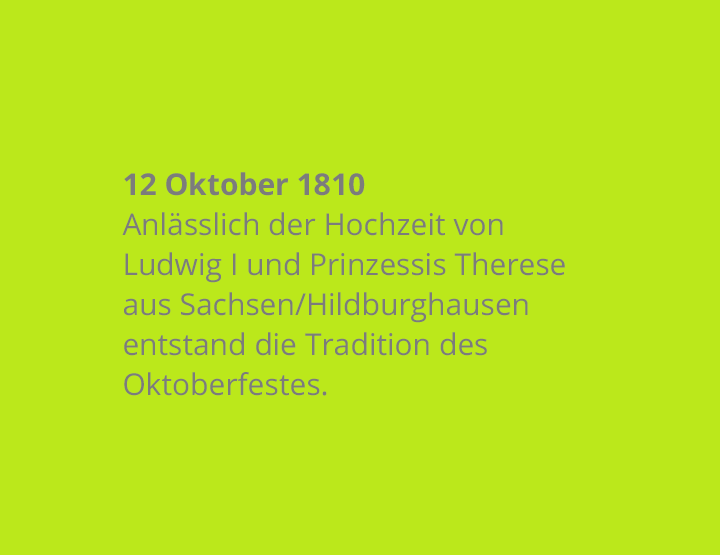 12 Oktober 1810
Anlässlich der Hochzeit von
Ludwig I und Prinzessis Therese
aus Sachsen/Hildburghausen
entstand die Tradition des
Oktoberfestes.